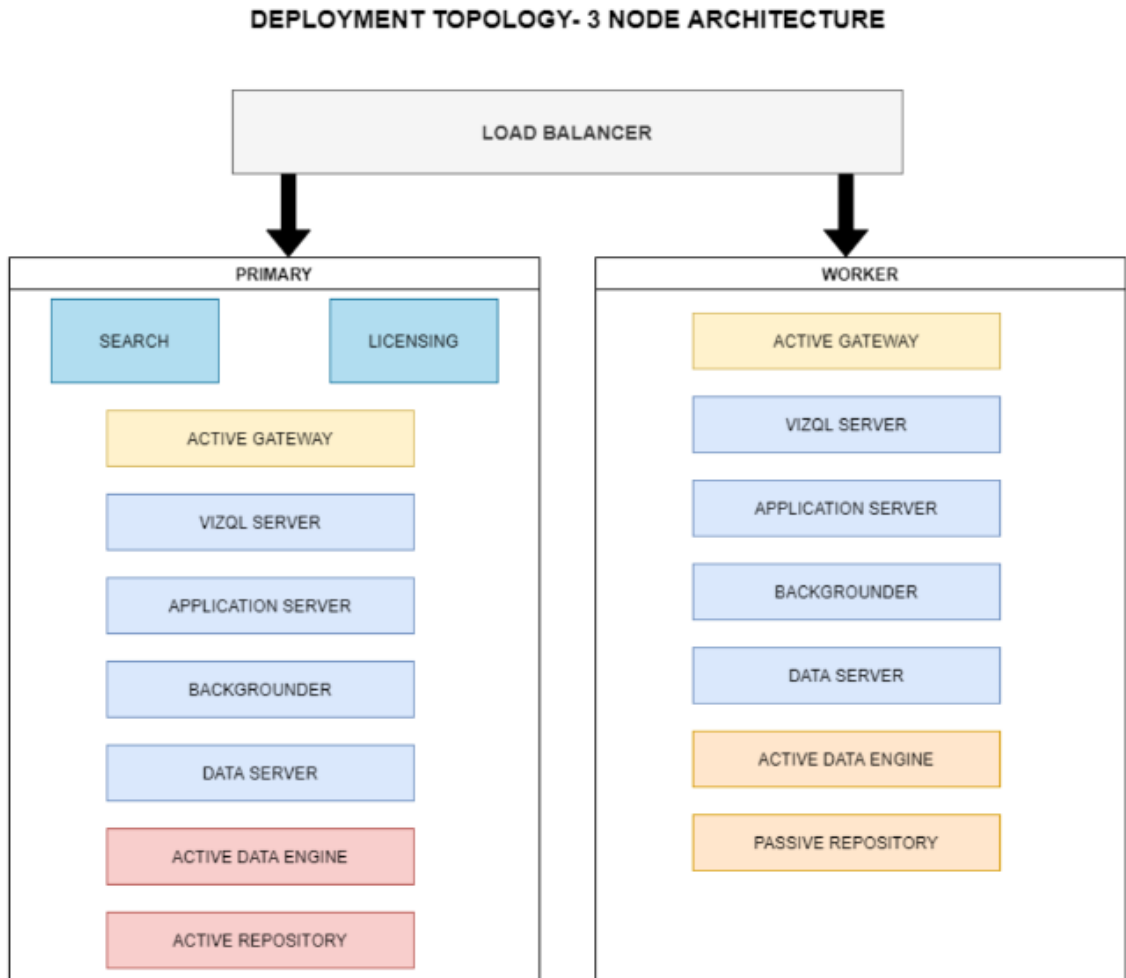 DEPLOYMENT TOPOLOGY- 3 NODE ARCHITECTURE
LOAD BALANCER
PRIMARY
SEARCH
LICENSING
ACTIVE GATEWAY
VIZQL SERVER
APPLICATION SERVER
BACKGROUNDER
DATA SERVER
ACTIVE DATA ENGINE
ACTIVE REPOSITORY
WORKER
ACTIVE GATEWAY
VIZQL SERVER
APPLICATION SERVER
BACKGROUNDER
DATA SERVER
ACTIVE DATA ENGINE
PASSIVE REPOSITORY